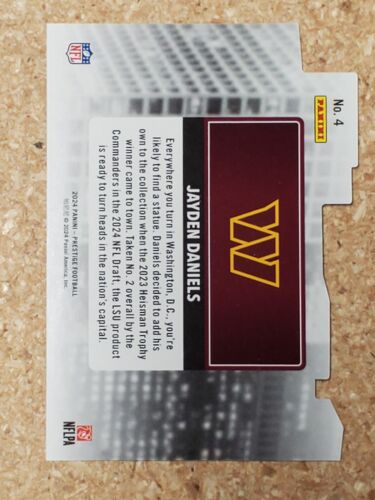 No. 4
PANINI
W
JAYDEN DANIELS
Everywhere you turn in Washington, D.C., you're
likely to find a statue. Daniels decided to add his
own to the collection when the 2023 Heisman Trophy
winner came to town. Taken No. 2 overall by the
Commanders in the 2024 NFL Draft, the LSU product
is ready to turn heads in the nation's capital.
2024 PANINI – PRESTIGE FOOTBALL
© 2024 Panini America, Inc.
NFL
NFLPA